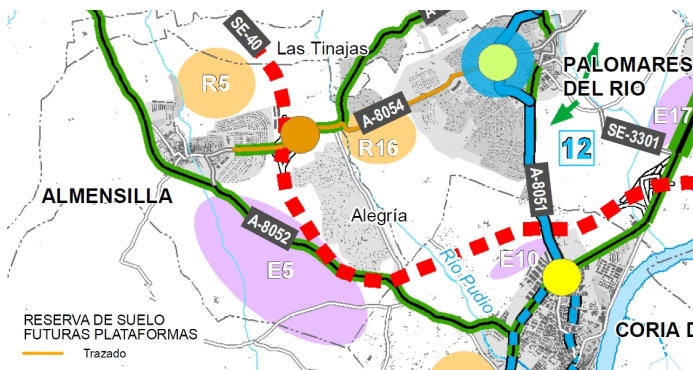 SE-40
Las Tinajas
R5
A-8054
R16
PALOMARES
DEL RIO
E17
SE-3301
12
ALMENSILLA
A-8052
Alegría
A-8051
E5
E10
Río Pudio
CORIA D
RESERVA DE SUELO
FUTURAS PLATAFORMAS
Trazado